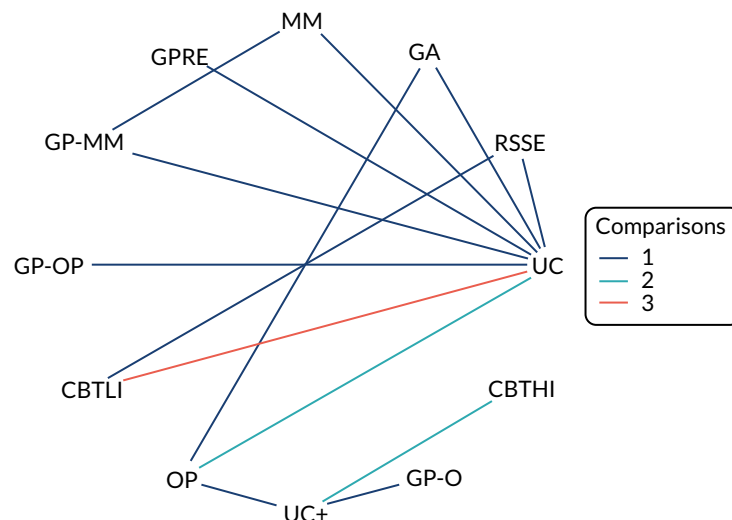 MM
GPRE
GA
GP-MM
RSSE
GP-OP
UC
Comparisons
1
2
3
CBTLI
CBTHI
OP
GP-O
UC+